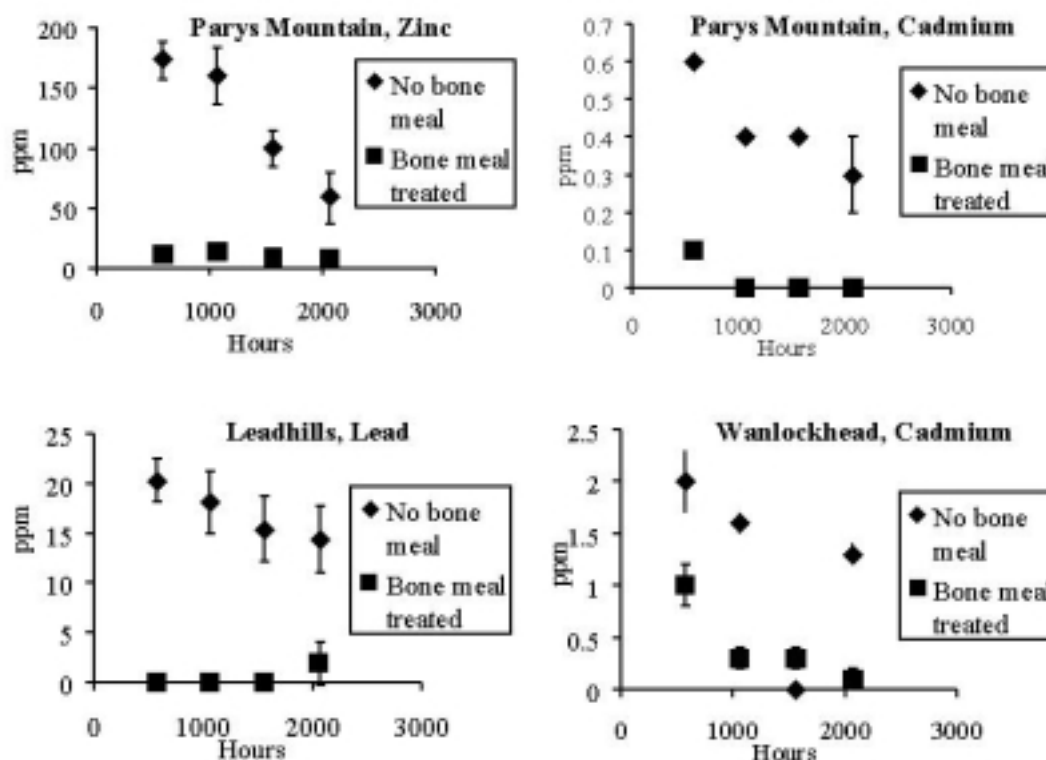 Parys Mountain, Zinc
200
150
100
50
0
ppm
0 1000 2000 3000
Hours
No bone
meal
Bone meal
treated
Parys Mountain, Cadmium
0.7
0.6
0.5
0.4
0.3
0.2
0.1
0
ppm
0 1000 2000 3000
Hours
No bone
meal
Bone meal
treated
Leadhills, Lead
25
20
15
10
5
0
ppm
0 1000 2000 3000
Hours
No bone
meal
Bone meal
treated
Wanlockhead, Cadmium
2.5
2
1.5
1
0.5
0
ppm
0 1000 2000 3000
Hours
No bone
meal
Bone meal
treated